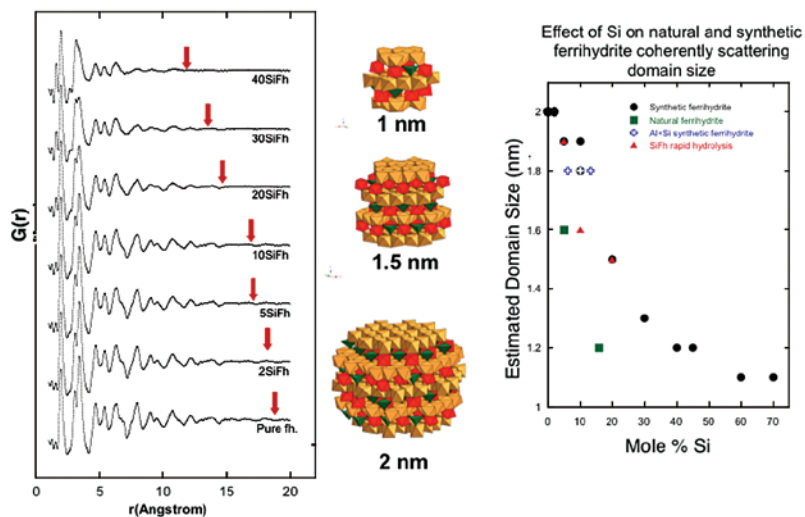 G(r)
40SiFh
30SiFh
20SiFh
10SiFh
5SiFh
2SiFh
Pure fh.
0
5
10
15
20
r(Angstrom)
1 nm
1.5 nm
2 nm
Effect of Si on natural and synthetic
ferrihydrite coherently scattering
domain size
Synthetic ferrihydrite
Natural ferrihydrite
Al+Si synthetic ferrihydrite
SiFh rapid hydrolysis
Estimated Domain Size (nm)
2
1.8
1.6
1.4
1.2
1
0
10
20
30
40
50
60
70
Mole % Si